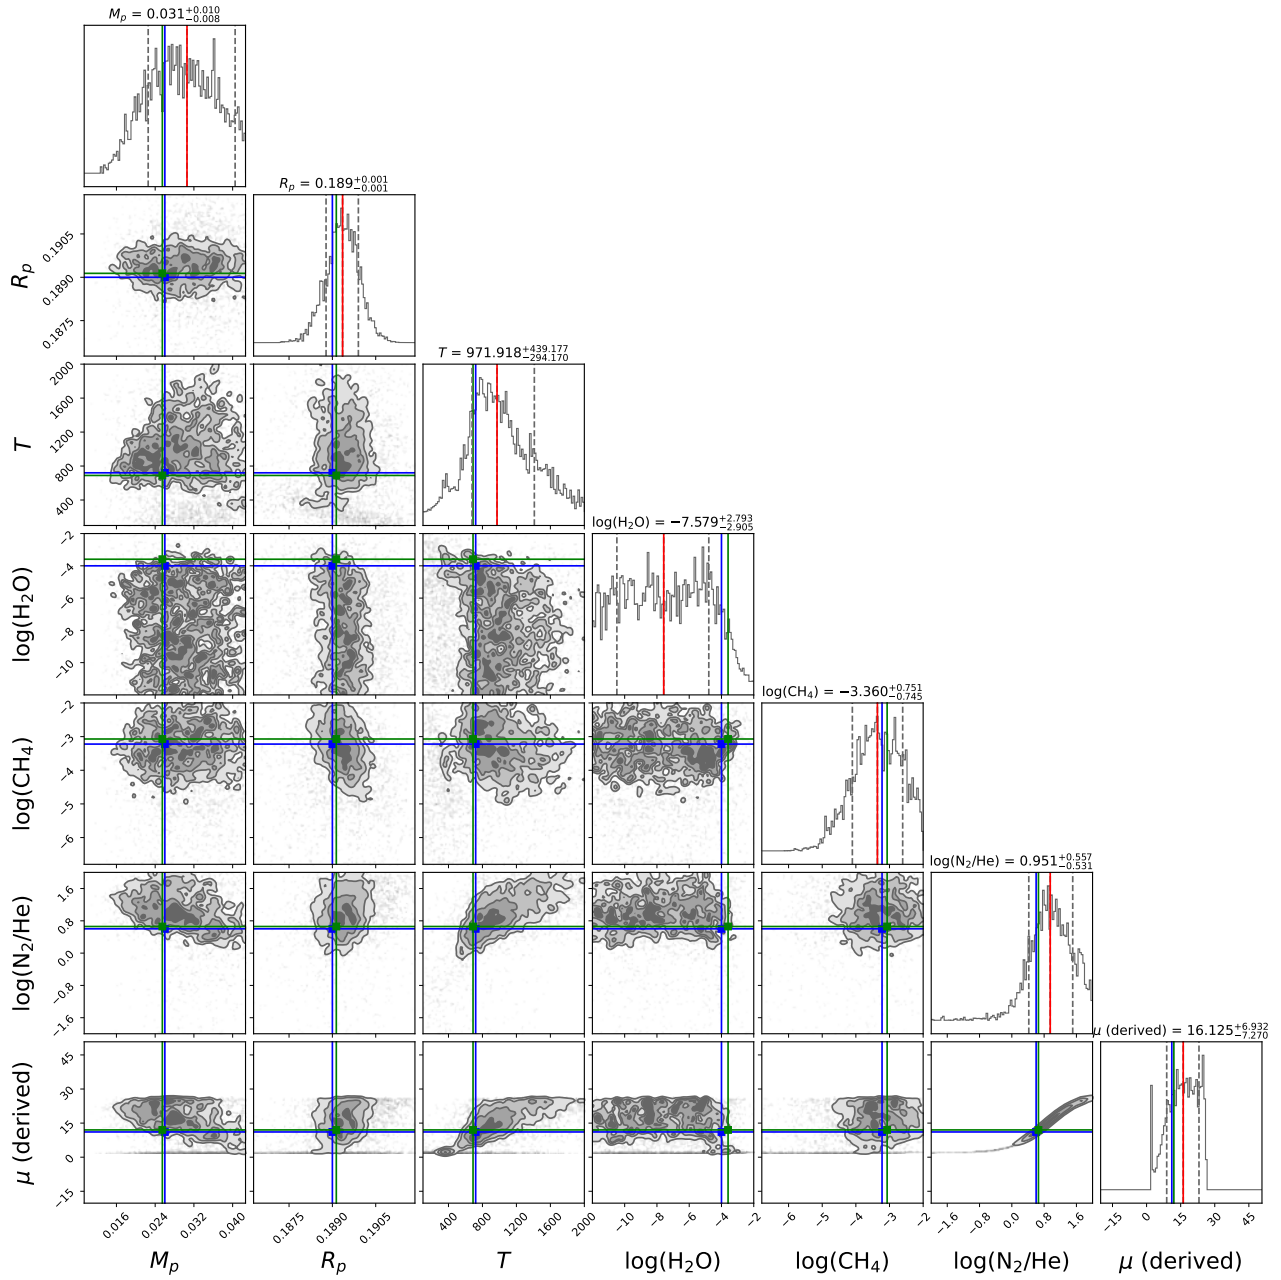 M_p = 0.031^{+0.010}_{-0.008}
R_p = 0.189^{+0.001}_{-0.001}
R_p
0.1905
0.1890
0.1875
T = 971.918^{+439.177}_{-294.170}
T
2000
1600
1200
800
400
log(H₂O) = −7.579^{+2.793}_{-2.905}
log(H₂O)
−2
−4
−6
−8
−10
log(CH₄) = −3.360^{+0.751}_{-0.745}
log(CH₄)
−2
−3
−4
−5
−6
log(N₂/He) = 0.951^{+0.557}_{-0.531}
log(N₂/He)
1.6
0.8
0.0
−0.8
−1.6
μ (derived) = 16.125^{+6.932}_{-7.270}
μ (derived)
45
30
15
0
−15
0.016 0.024 0.032 0.040
0.1875 0.1890 0.1905
400 800 1200 1600 2000
−10 −8 −6 −4 −2
−6 −5 −4 −3 −2
−1.6 −0.8 0.0 0.8 1.6
−15 0 15 30 45
M_p R_p T log(H₂O) log(CH₄) log(N₂/He) μ (derived)